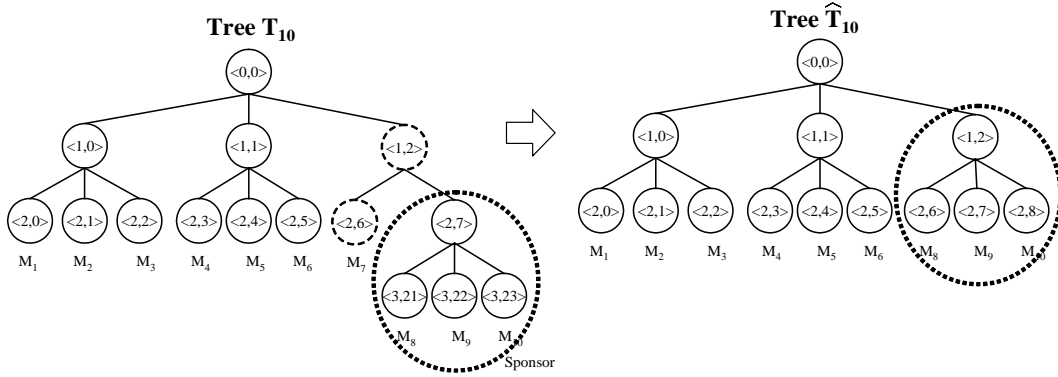 Tree T10
<0,0>
<1,0> <1,1> <1,2>
<2,0> <2,1> <2,2> <2,3> <2,4> <2,5> <2,6> <2,7>
M1 M2 M3 M4 M5 M6 M7
<3,21> <3,22> <3,23>
M8 M9 M10
Sponsor
Tree T̂10
<0,0>
<1,0> <1,1> <1,2>
<2,0> <2,1> <2,2> <2,3> <2,4> <2,5> <2,6> <2,7> <2,8>
M1 M2 M3 M4 M5 M6 M8 M9 M10